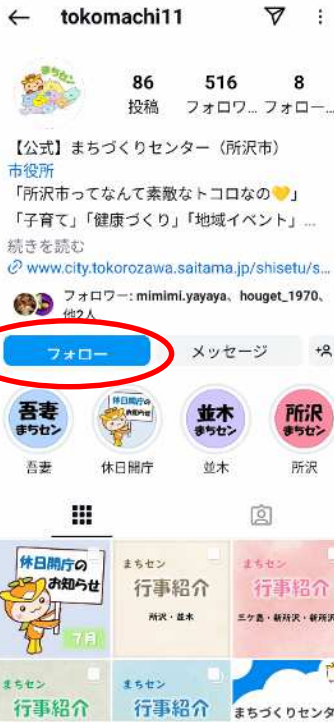 tokomachi11
まちセン
86
516
8
投稿
フォロワ...
フォロー...
【公式】まちづくりセンター（所沢市）
市役所
「所沢市ってなんて素敵なトコロなの💛」
「子育て」「健康づくり」「地域イベント」...
続きを読む
www.city.tokorozawa.saitama.jp/shisetu/s...
フォロワー: mimimi.yayaya、houget_1970、
他2人
フォロー
メッセージ
吾妻
まちセン
休日開庁の
並木
まちセン
所沢
まちセン
吾妻
休日開庁
並木
所沢
休日開庁の
お知らせ
7月
まちセン
行事紹介
所沢・並木
まちセン
行事紹介
三ケ島・新所沢・新所沢
まちセン
行事紹介
まちセン
行事紹介
まちづくりセンタ